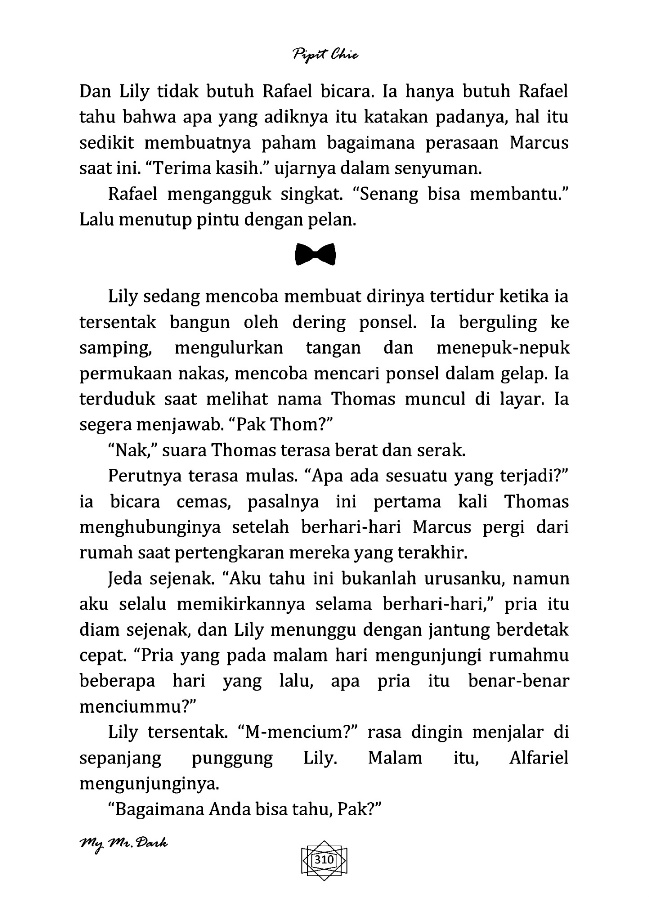 Pipit Chie
Dan Lily tidak butuh Rafael bicara. Ia hanya butuh Rafael
tahu bahwa apa yang adiknya itu katakan padanya, hal itu
sedikit membuatnya paham bagaimana perasaan Marcus
saat ini. “Terima kasih.” ujarnya dalam senyuman.
Rafael mengangguk singkat. “Senang bisa membantu.”
Lalu menutup pintu dengan pelan.
Lily sedang mencoba membuat dirinya tertidur ketika ia
tersentak bangun oleh dering ponsel. Ia berguling ke
samping, mengulurkan tangan dan menepuk-nepuk
permukaan nakas, mencoba mencari ponsel dalam gelap. Ia
terduduk saat melihat nama Thomas muncul di layar. Ia
segera menjawab. “Pak Thom?”
“Nak,” suara Thomas terasa berat dan serak.
Perutnya terasa mulas. “Apa ada sesuatu yang terjadi?”
ia bicara cemas, pasalnya ini pertama kali Thomas
menghubunginya setelah berhari-hari Marcus pergi dari
rumah saat pertengkaran mereka yang terakhir.
Jeda sejenak. “Aku tahu ini bukanlah urusanku, namun
aku selalu memikirkannya selama berhari-hari,” pria itu
diam sejenak, dan Lily menunggu dengan jantung berdetak
cepat. “Pria yang pada malam hari mengunjungi rumahmu
beberapa hari yang lalu, apa pria itu benar-benar
menciummu?”
Lily tersentak. “M-mencium?” rasa dingin menjalar di
sepanjang punggung Lily. Malam itu, Alfariel
mengunjunginya.
“Bagaimana Anda bisa tahu, Pak?”
My Mr. Dark
310